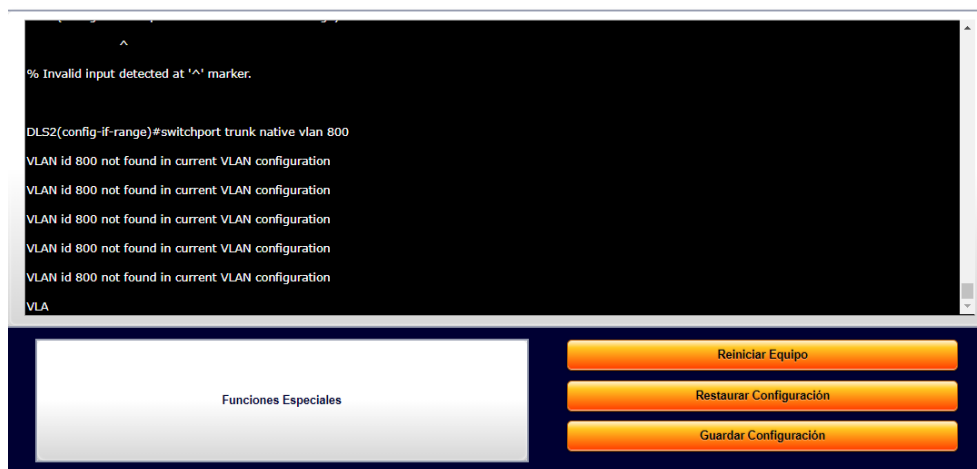 ^
% Invalid input detected at '^' marker.
DLS2(config-if-range)#switchport trunk native vlan 800
VLAN id 800 not found in current VLAN configuration
VLAN id 800 not found in current VLAN configuration
VLAN id 800 not found in current VLAN configuration
VLAN id 800 not found in current VLAN configuration
VLAN id 800 not found in current VLAN configuration
VLA
Funciones Especiales
Reiniciar Equipo
Restaurar Configuración
Guardar Configuración